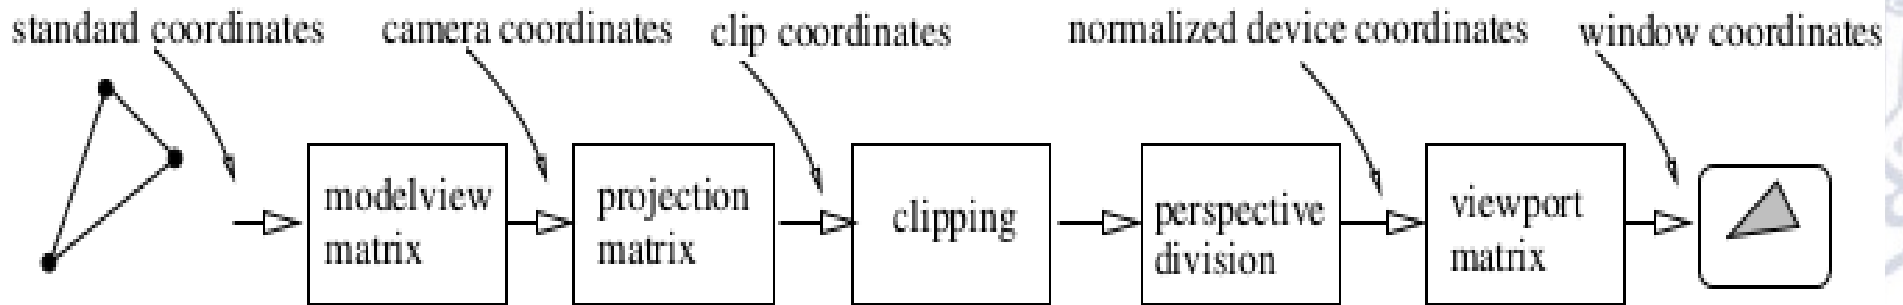 standard coordinates
camera coordinates
clip coordinates
normalized device coordinates
window coordinates
modelview
matrix
projection
matrix
clipping
perspective
division
viewport
matrix